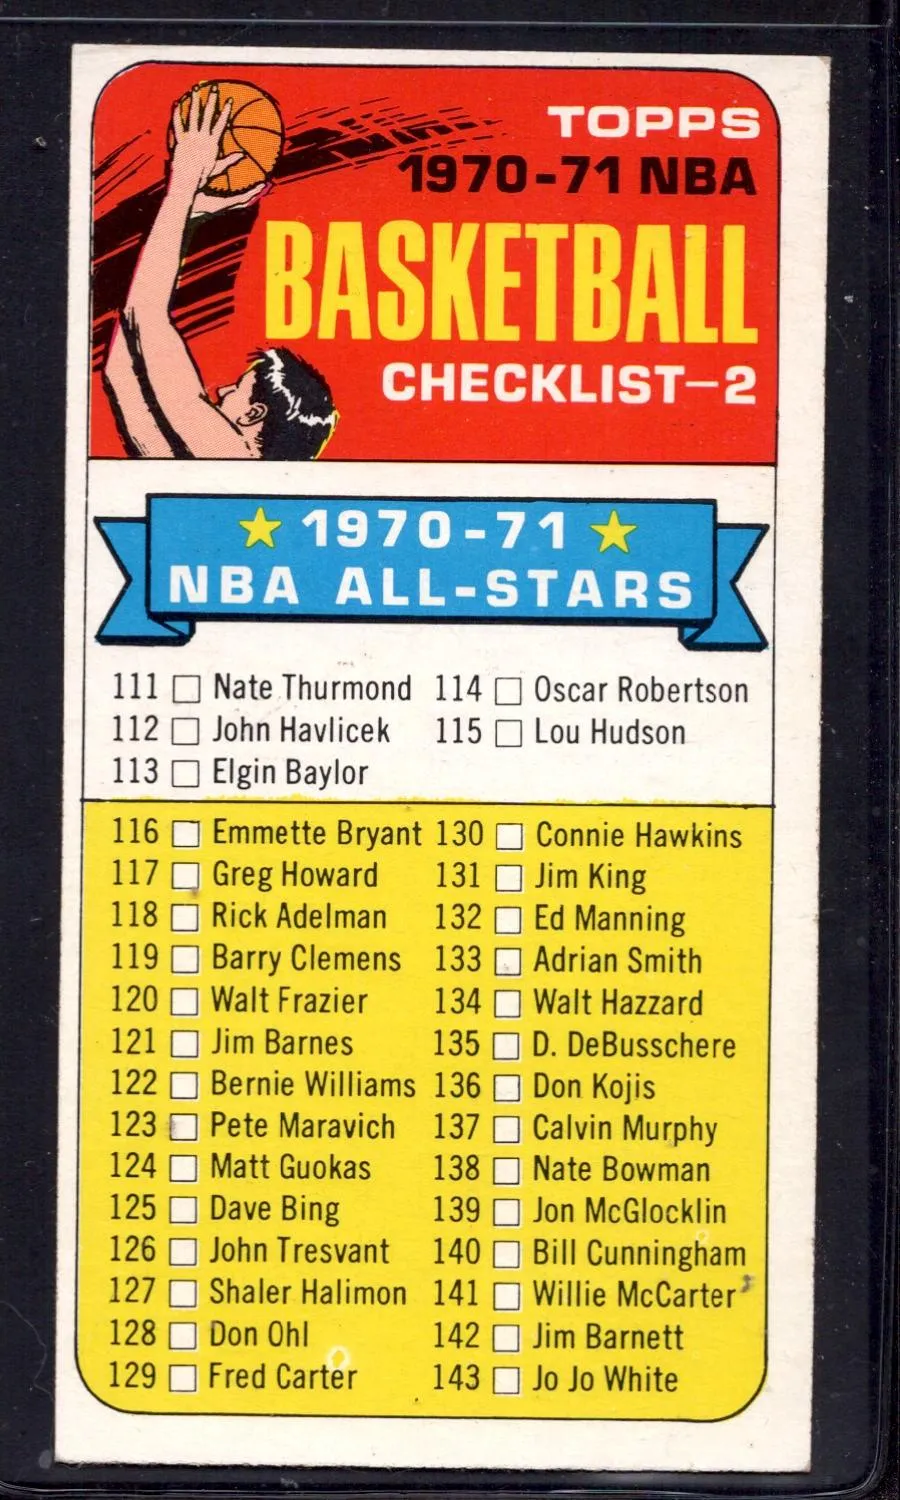 TOPPS
1970-71 NBA
BASKETBALL
CHECKLIST-2
1970-71
NBA ALL-STARS
111 Nate Thurmond 114 Oscar Robertson
112 John Havlicek 115 Lou Hudson
113 Elgin Baylor
116 Emmette Bryant 130 Connie Hawkins
117 Greg Howard 131 Jim King
118 Rick Adelman 132 Ed Manning
119 Barry Clemens 133 Adrian Smith
120 Walt Frazier 134 Walt Hazzard
121 Jim Barnes 135 D. DeBusschere
122 Bernie Williams 136 Don Kojis
123 Pete Maravich 137 Calvin Murphy
124 Matt Guokas 138 Nate Bowman
125 Dave Bing 139 Jon McGlocklin
126 John Tresvant 140 Bill Cunningham
127 Shaler Halimon 141 Willie McCarter
128 Don Ohl 142 Jim Barnett
129 Fred Carter 143 Jo Jo White